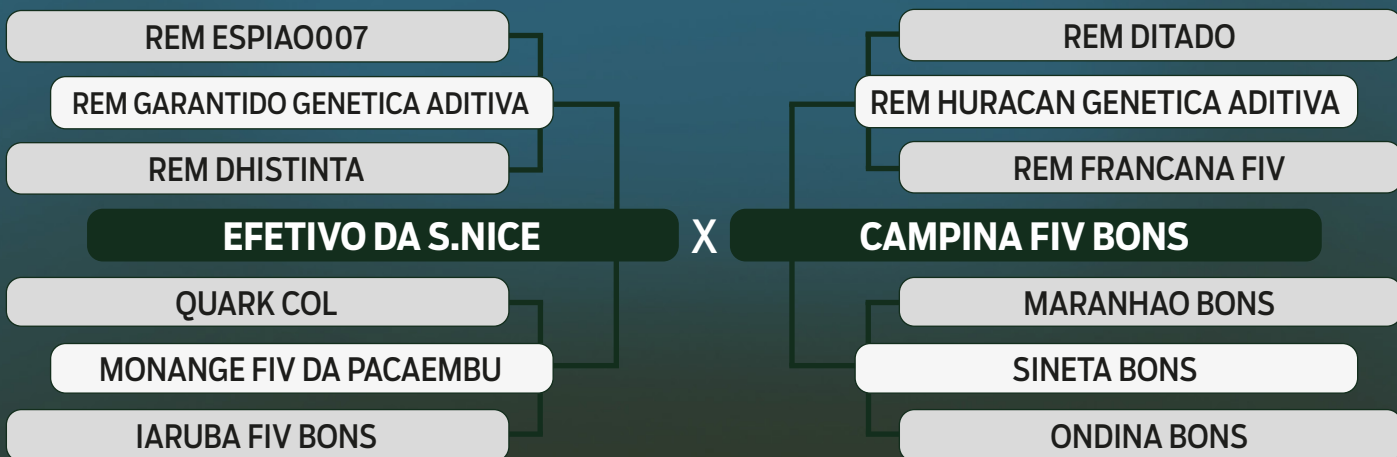 REM ESPIAO007
REM GARANTIDO GENETICA ADITIVA
REM DHISTINTA
EFETIVO DA S.NICE
QUARK COL
MONANGE FIV DA PACAEMBU
IARUBA FIV BONS
X
REM DITADO
REM HURACAN GENETICA ADITIVA
REM FRANCANA FIV
CAMPINA FIV BONS
MARANHAO BONS
SINETA BONS
ONDINA BONS